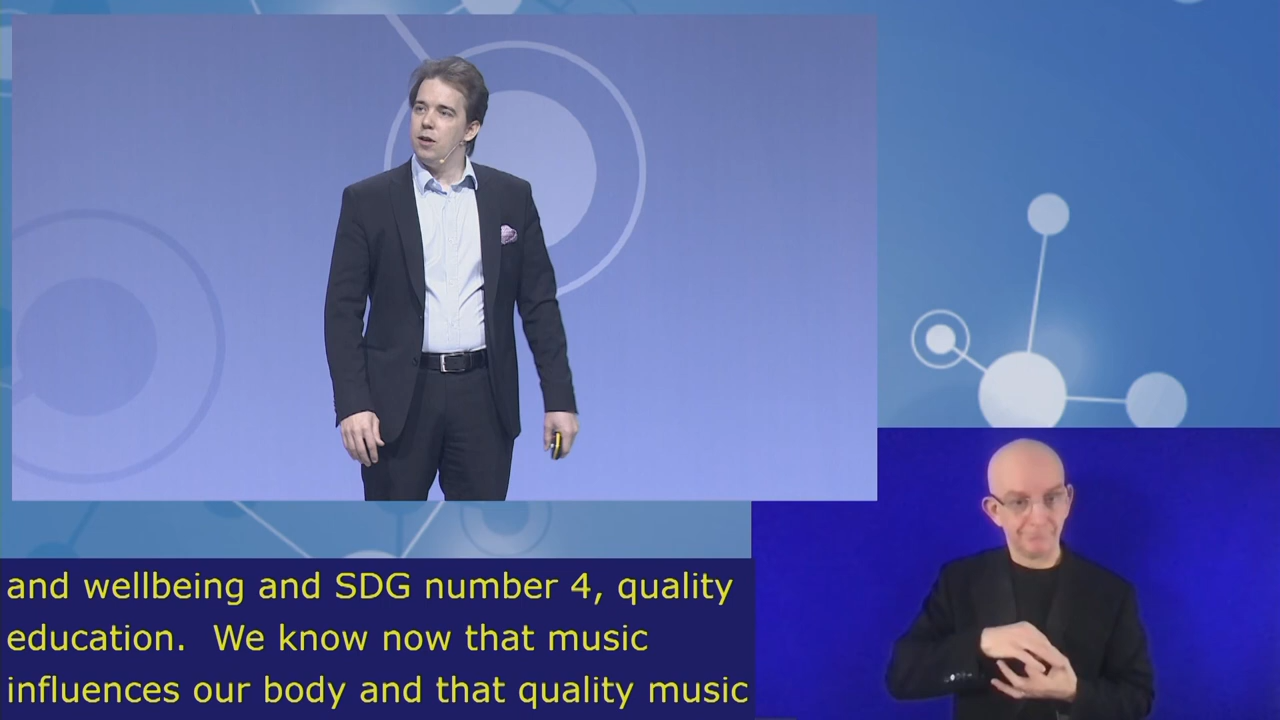 and wellbeing and SDG number 4, quality
education.  We know now that music
influences our body and that quality music